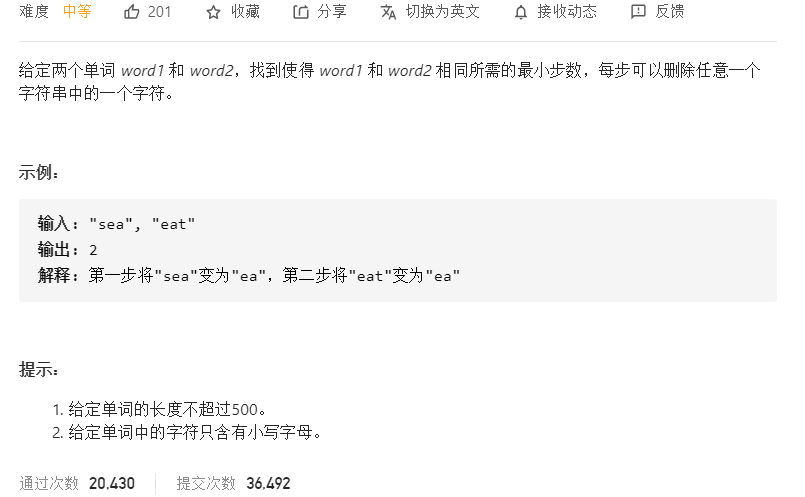 难度 中等 201 收藏 分享 切换为英文 接收动态 反馈
给定两个单词 word1 和 word2，找到使得 word1 和 word2 相同所需的最小步数，每步可以删除任意一个
字符串中的一个字符。
示例：
输入: "sea", "eat"
输出: 2
解释: 第一步将"sea"变为"ea"，第二步将"eat"变为"ea"
提示：
1. 给定单词的长度不超过500。
2. 给定单词中的字符只含有小写字母。
通过次数 20,430 提交次数 36,492